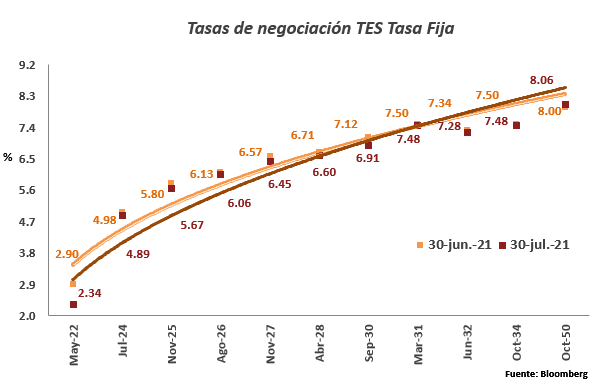 Tasas de negociación TES Tasa Fija
9.2
8.3
7.4
6.5
5.6
4.7
3.8
2.9
2.0
%
2.90
4.98
5.80
6.13
6.57
6.71
7.12
7.50
7.34
7.50
8.00
2.34
4.89
5.67
6.06
6.45
6.60
6.91
7.48
7.28
7.48
8.06
30-jun.-21
30-jul.-21
May-22
Jul-24
Nov-25
Ago-26
Nov-27
Abr-28
Sep-30
Mar-31
Jun-32
Oct-34
Oct-50
Fuente: Bloomberg